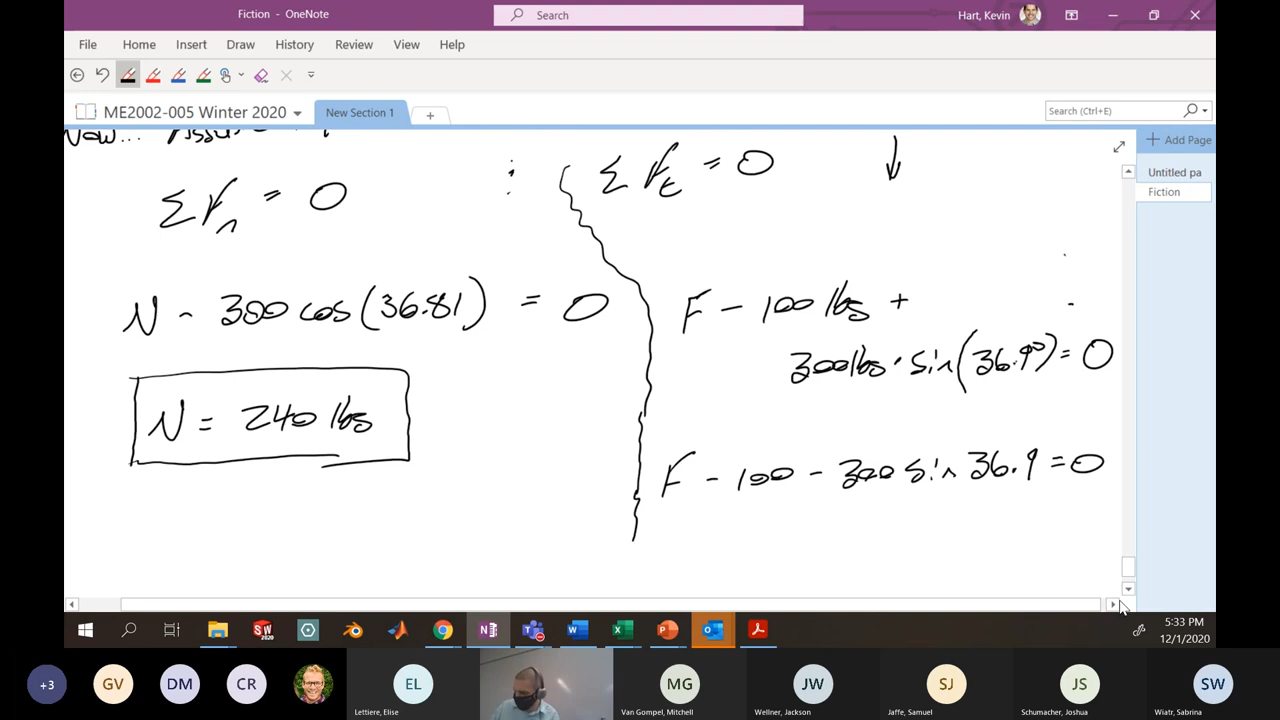 Fiction - OneNote
Search
Hart, Kevin
File Home Insert Draw History Review View Help
ME2002-005 Winter 2020
New Section 1
Search (Ctrl+E)
Add Page
Untitled pa
Fiction
Now...
Σ Fn = 0
Σ Ft = 0
N - 300 cos(36.81) = 0
F - 100 lbs +
300 lbs · sin(36.9°) = 0
N = 240 lbs
F - 100 - 300 sin 36.9 = 0
5:33 PM
12/1/2020
+3
GV
DM
CR
EL
MG
JW
SJ
JS
SW
Lettiere, Elise
Van Gompel, Mitchell
Wellner, Jackson
Jaffe, Samuel
Schumacher, Joshua
Wiatr, Sabrina